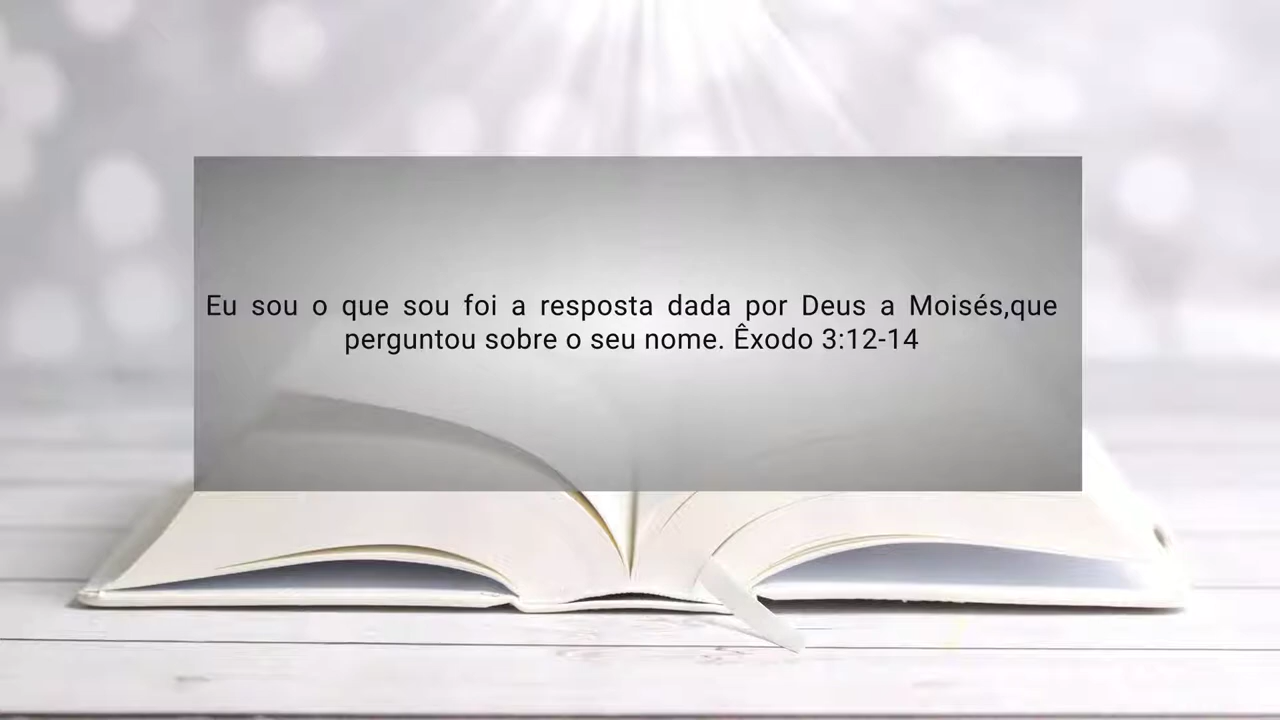 Eu sou o que sou foi a resposta dada por Deus a Moisés,que
perguntou sobre o seu nome. Êxodo 3:12-14